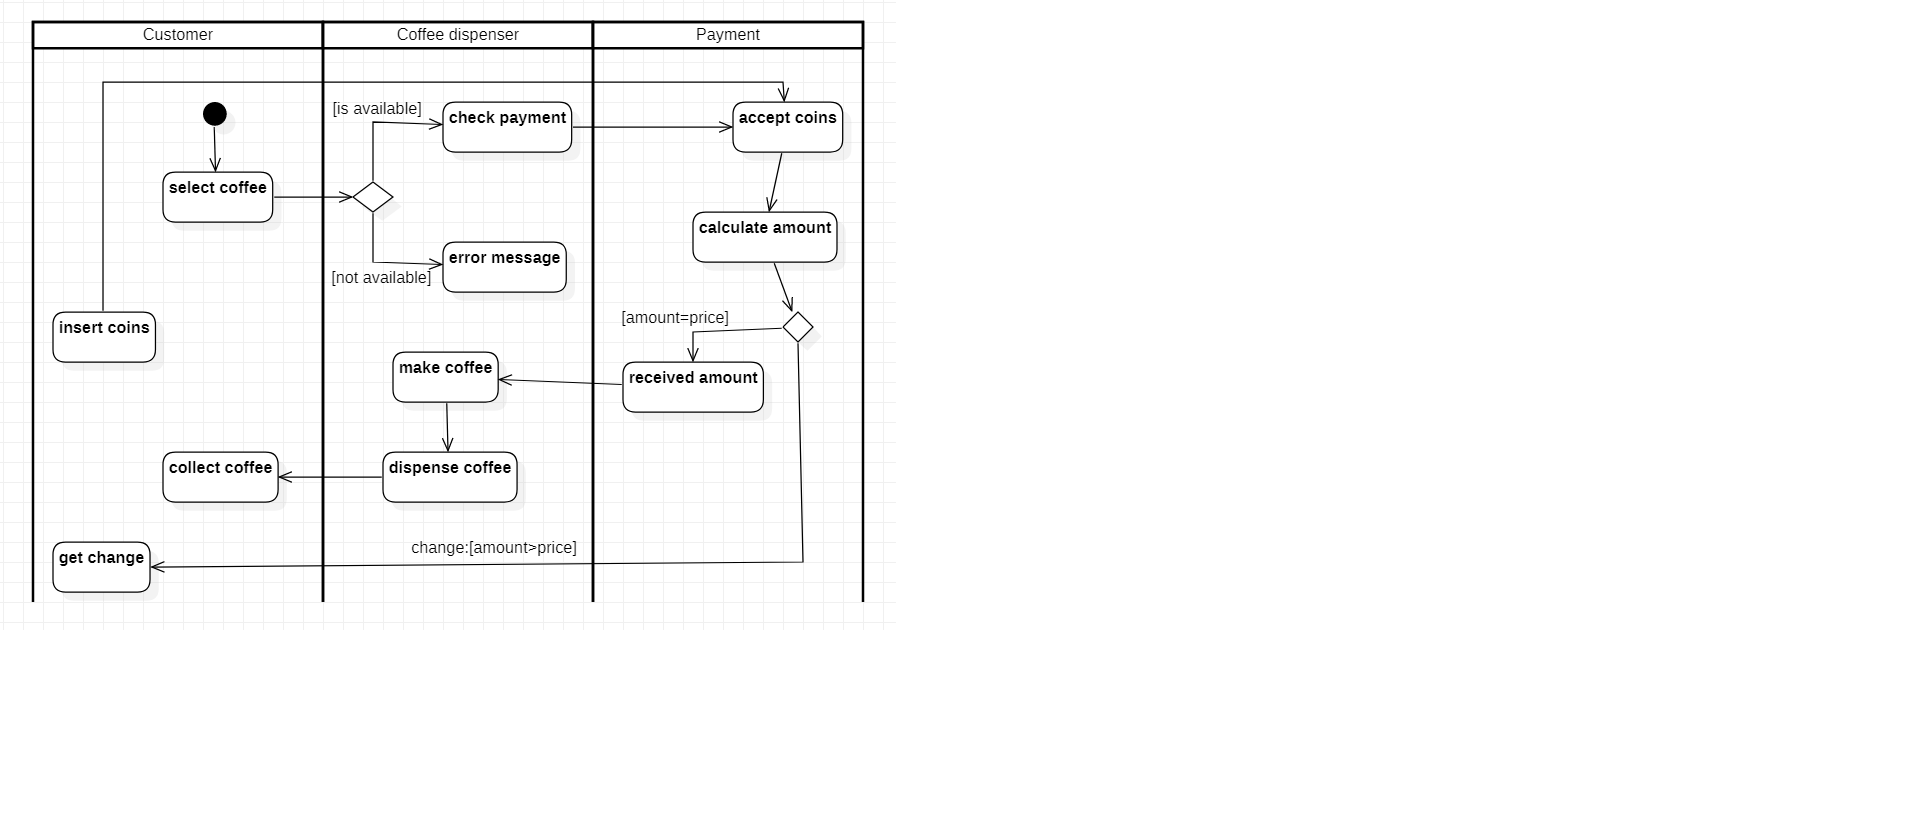 Customer
Coffee dispenser
Payment
[is available]
check payment
accept coins
select coffee
calculate amount
error message
[not available]
insert coins
[amount=price]
make coffee
received amount
collect coffee
dispense coffee
change:[amount>price]
get change